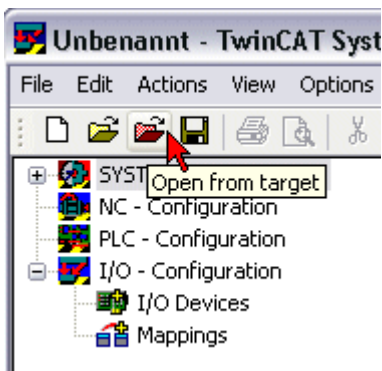 Unbenannt - TwinCAT Syst
File Edit Actions View Options
SYST
Open from target
NC - Configuration
PLC - Configuration
I/O - Configuration
I/O Devices
Mappings